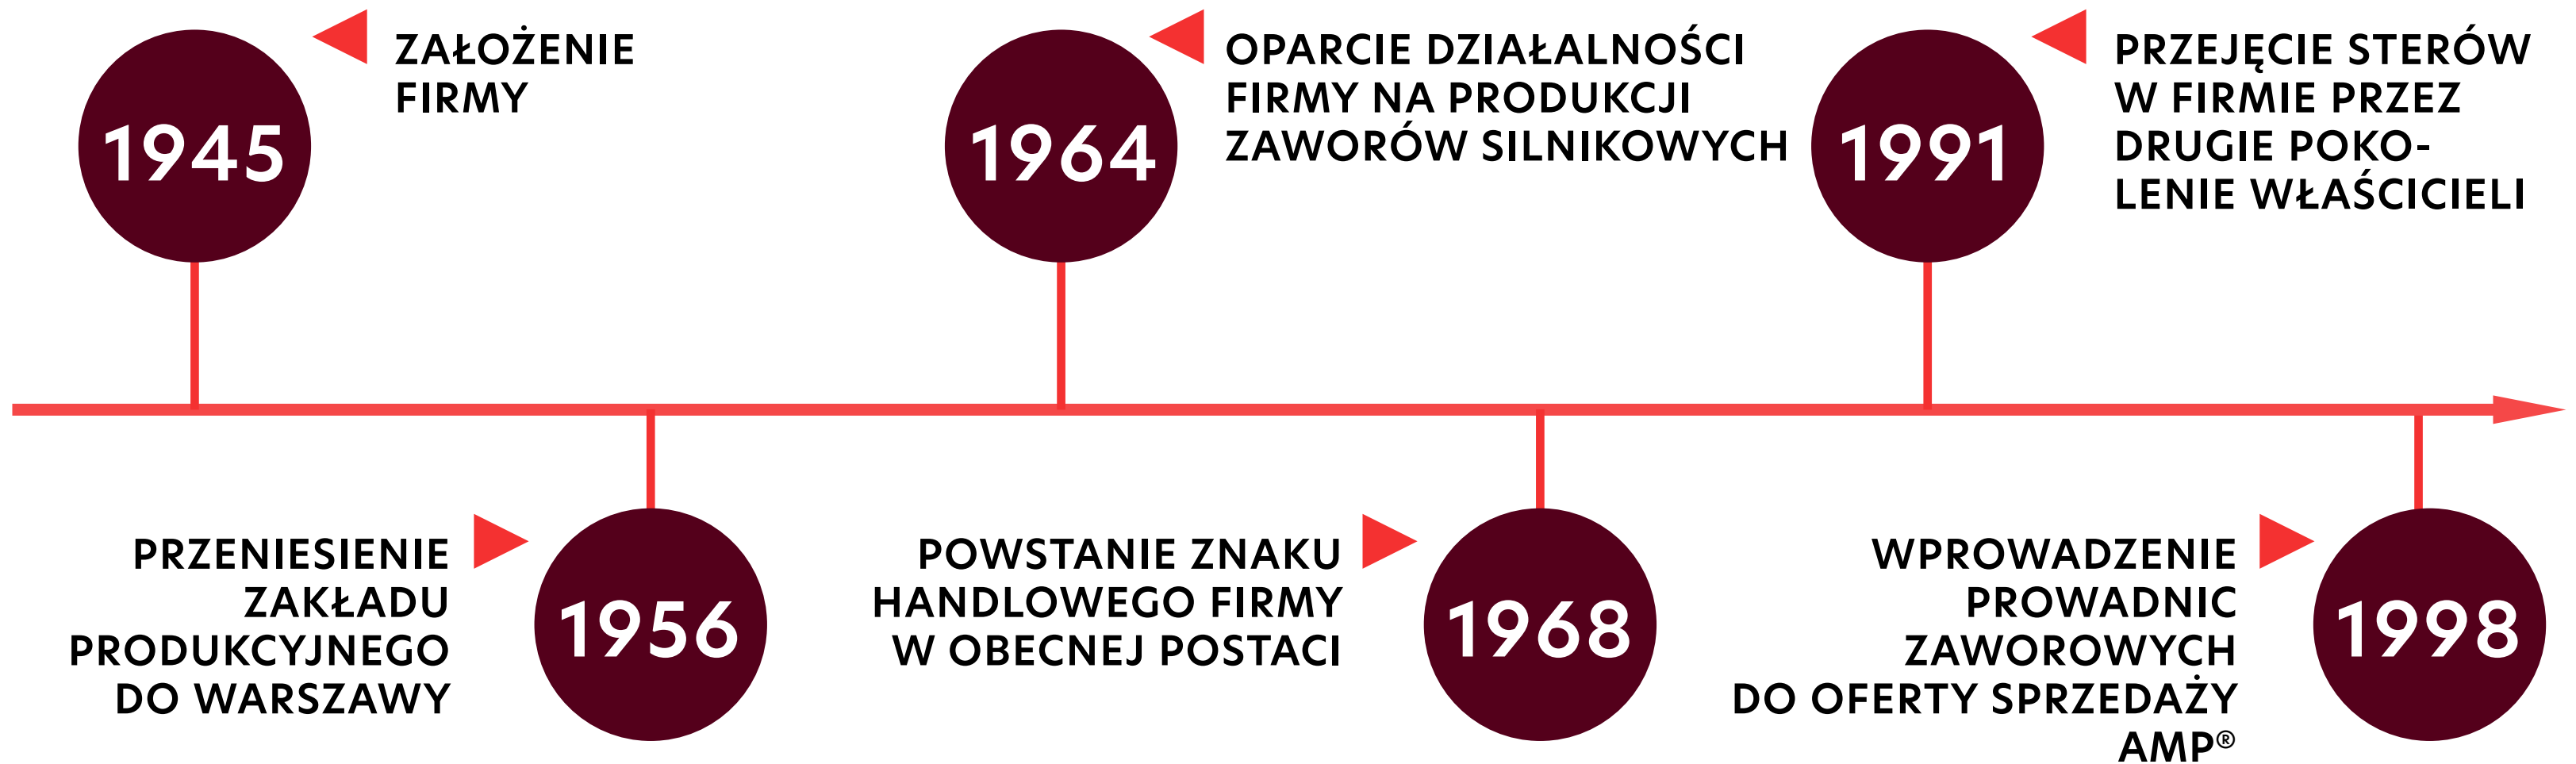 1945
ZAŁOŻENIE
FIRMY
1964
OPARCIE DZIAŁALNOŚCI
FIRMY NA PRODUKCJI
ZAWORÓW SILNIKOWYCH
1991
PRZEJĘCIE STERÓW
W FIRMIE PRZEZ
DRUGIE POKO-
LENIE WŁAŚCICIELI
PRZENIESIENIE
ZAKŁADU
PRODUKCYJNEGO
DO WARSZAWY
1956
POWSTANIE ZNAKU
HANDLOWEGO FIRMY
W OBECNEJ POSTACI
1968
WPROWADZENIE
PROWADNIC
ZAWOROWYCH
DO OFERTY SPRZEDAŻY
AMP®
1998